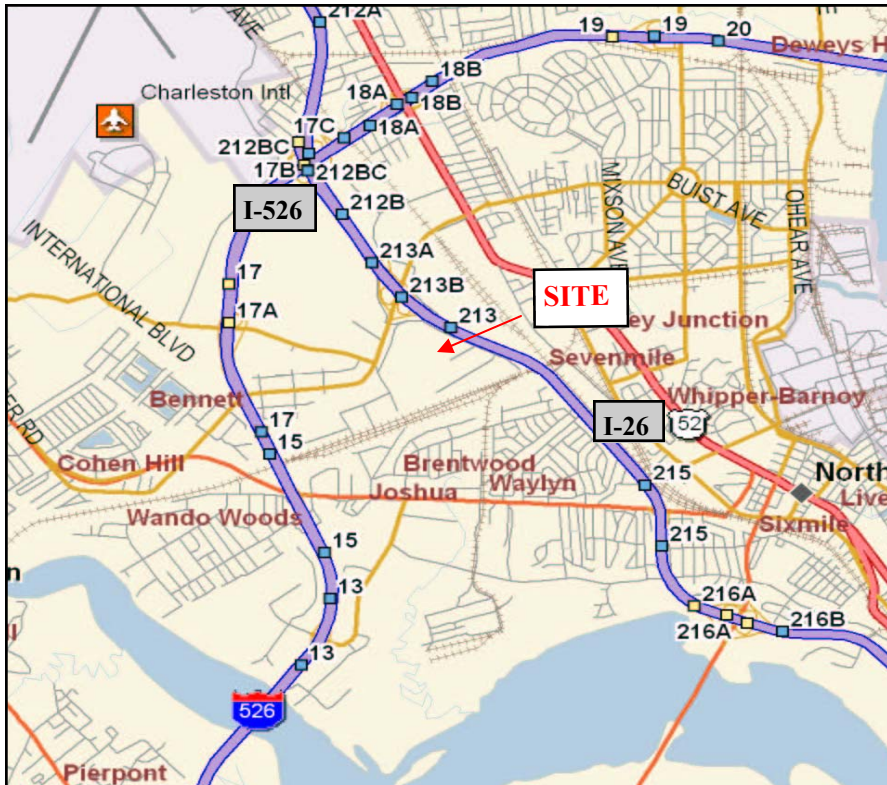 212A
AVE
19
19
20
Deweys H
18B
18A
18B
Charleston Intl
17C
18A
212BC
17B
212BC
I-526
212B
MIXSON AVE
BUIST AVE
OHEAR AVE
INTERNATIONAL BLVD
213A
17
213B
SITE
17A
213
ey Junction
Sevenmile
Bennett
Whipper-Barnoy
I-26
52
ER RD
17
15
Cohen Hill
Brentwood
North
Joshua
Waylyn
215
Live
Wando Woods
Sixmile
15
215
n
13
216A
216A
216B
13
526
Pierpont